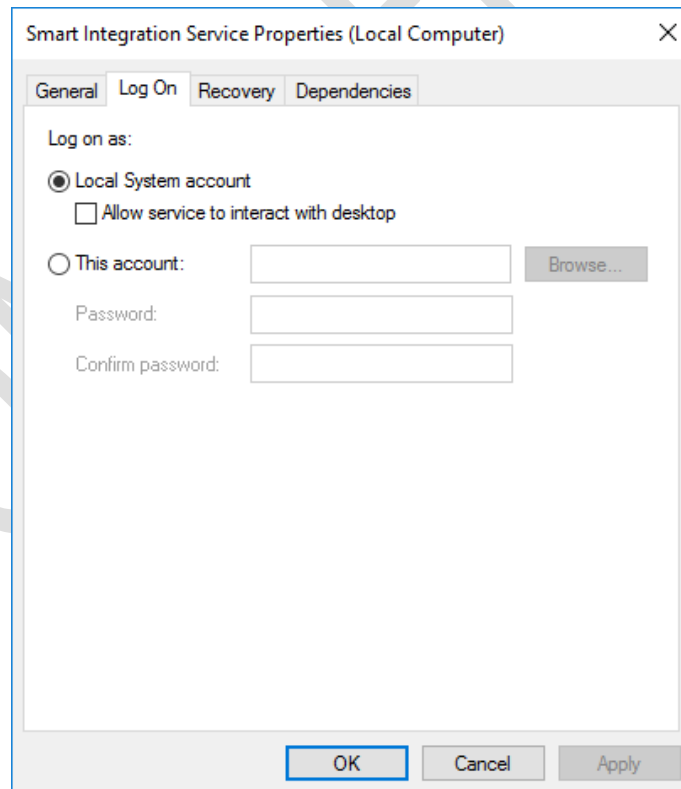 Smart Integration Service Properties (Local Computer)
General Log On Recovery Dependencies
Log on as:
Local System account
Allow service to interact with desktop
This account: Browse...
Password:
Confirm password:
OK Cancel Apply